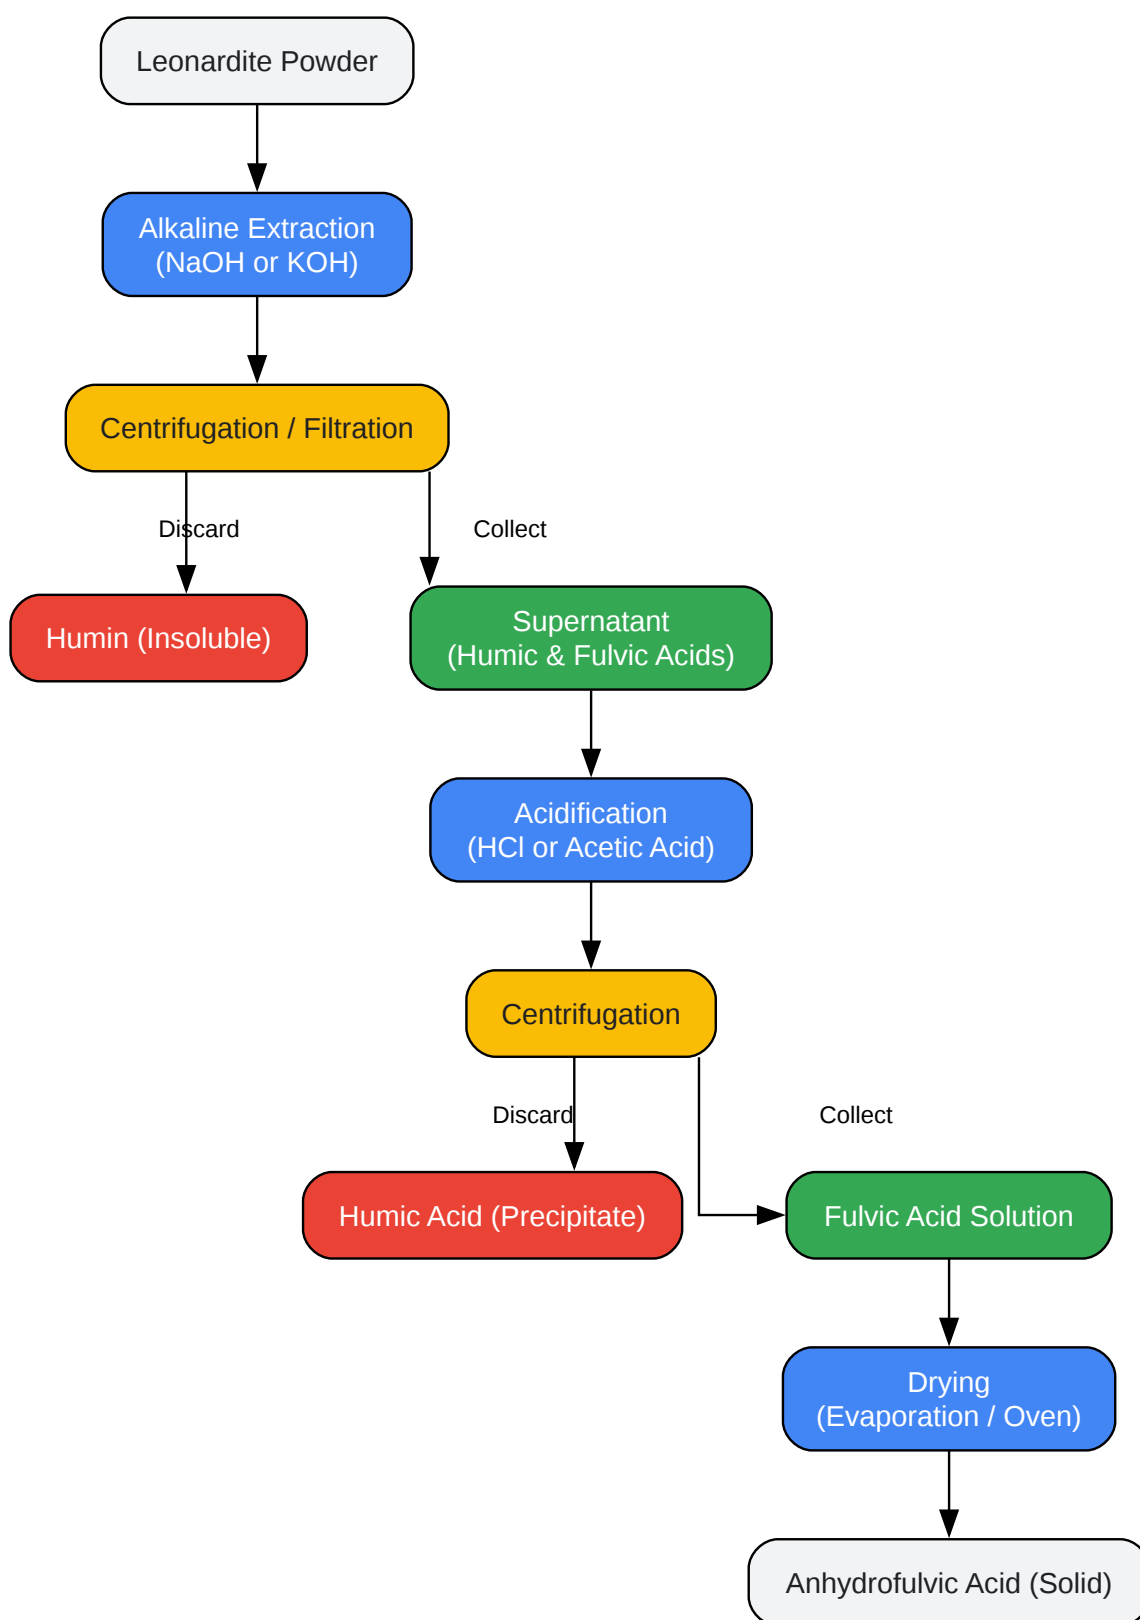 Leonardite Powder
Alkaline Extraction
(NaOH or KOH)
Centrifugation / Filtration
Discard
Collect
Humin (Insoluble)
Supernatant
(Humic & Fulvic Acids)
Acidification
(HCl or Acetic Acid)
Centrifugation
Discard
Collect
Humic Acid (Precipitate)
Fulvic Acid Solution
Drying
(Evaporation / Oven)
Anhydrofulvic Acid (Solid)